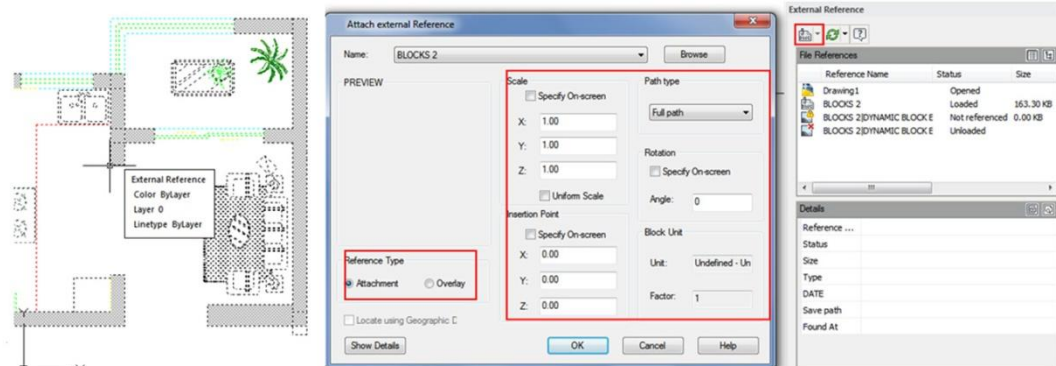 External Reference
Color ByLayer
Layer 0
Linetype ByLayer
Attach external Reference
Name:
BLOCKS 2
Browse
PREVIEW
Scale
Specify On-screen
X: 1.00
Y: 1.00
Z: 1.00
Uniform Scale
Insertion Point
Specify On-screen
X: 0.00
Y: 0.00
Z: 0.00
Path type
Full path
Rotation
Specify On-screen
Angle: 0
Block Unit
Unit: Undefined - Un
Factor: 1
Reference Type
Attachment
Overlay
Locate using Geographic D
Show Details
OK
Cancel
Help
External Reference
File References
Reference Name Status Size
Drawing1 Opened
BLOCKS 2 Loaded 163.30 KB
BLOCKS 2|DYNAMIC BLOCK E Not referenced 0.00 KB
BLOCKS 2|DYNAMIC BLOCK E Unloaded
Details
Reference ...
Status
Size
Type
DATE
Save path
Found At